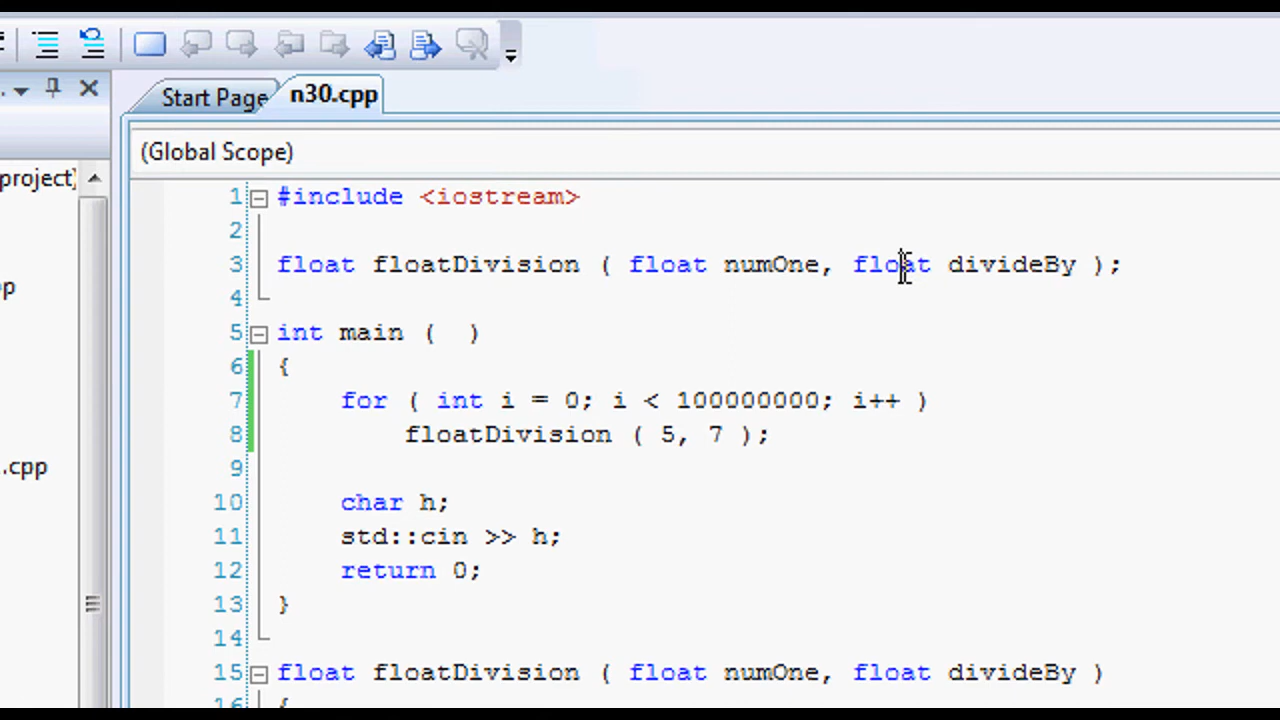 Start Page n30.cpp
(Global Scope)
project)
1 #include <iostream>
2
3 float floatDivision ( float numOne, float divideBy );
4
5 int main (  )
6 {
7 for ( int i = 0; i < 100000000; i++ )
8 floatDivision ( 5, 7 );
9
10 char h;
11 std::cin >> h;
12 return 0;
13 }
14
15 float floatDivision ( float numOne, float divideBy )
16 {
.cpp